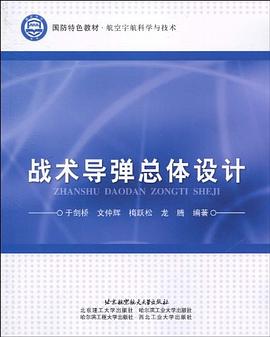 国防特色教材·航空宇航科学与技术
战术导弹总体设计
ZHANSHU DAODAN ZONGTI SHEJI
于剑桥 文仲辉 梅跃松 龙腾 编著
北京航空航天大学出版社
北京理工大学出版社 哈尔滨工业大学出版社
哈尔滨工程大学出版社 西北工业大学出版社